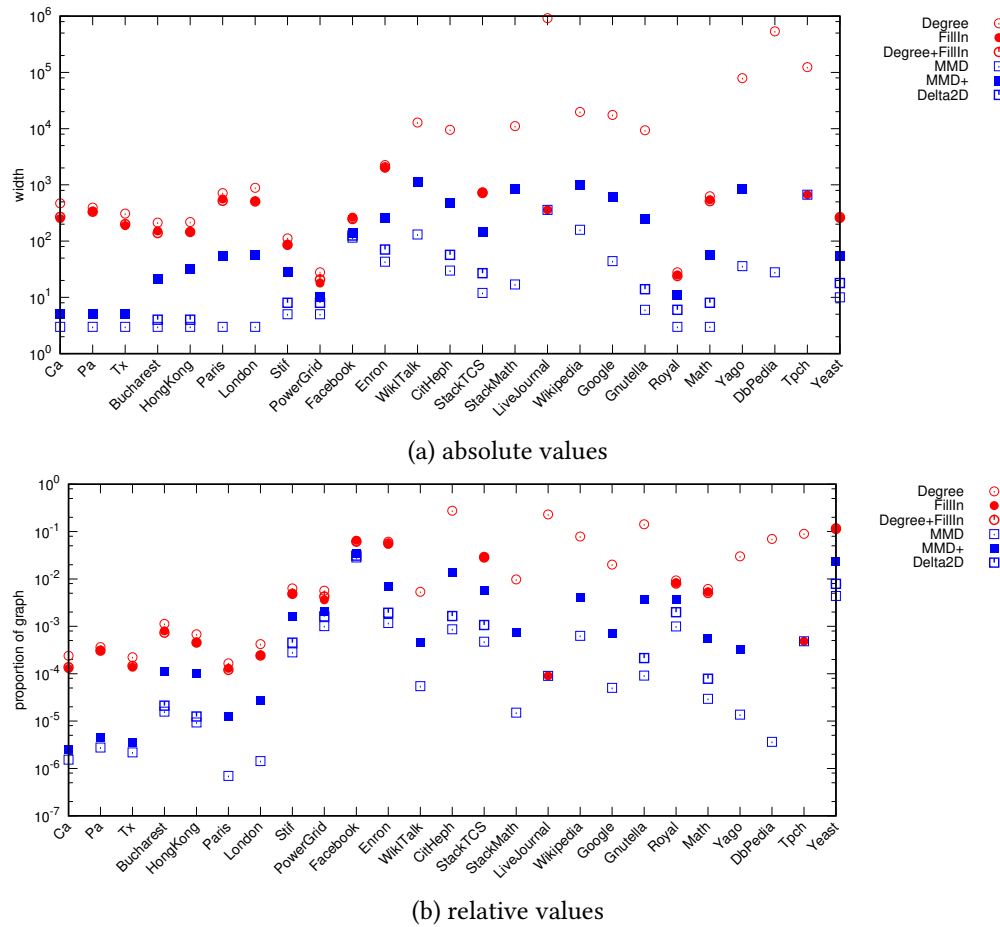 10^6
10^5
10^4
10^3
10^2
10^1
10^0
width
Ca
Pa
Tx
Bucharest
HongKong
Paris
London
Stif
PowerGrid
Facebook
Enron
WikiTalk
CitHeph
StackTCS
StackMath
LiveJournal
Wikipedia
Google
Gnutella
Royal
Math
Yago
DbPedia
Tpch
Yeast
Degree
FillIn
Degree+FillIn
MMD
MMD+
Delta2D
(a) absolute values
10^0
10^-1
10^-2
10^-3
10^-4
10^-5
10^-6
10^-7
proportion of graph
Ca
Pa
Tx
Bucharest
HongKong
Paris
London
Stif
PowerGrid
Facebook
Enron
WikiTalk
CitHeph
StackTCS
StackMath
LiveJournal
Wikipedia
Google
Gnutella
Royal
Math
Yago
DbPedia
Tpch
Yeast
Degree
FillIn
Degree+FillIn
MMD
MMD+
Delta2D
(b) relative values